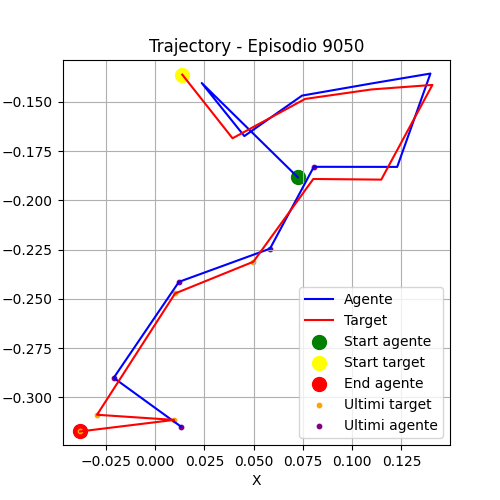 Trajectory - Episodio 9050
−0.150
−0.175
−0.200
−0.225
−0.250
−0.275
−0.300
Agente
Target
Start agente
Start target
End agente
Ultimi target
Ultimi agente
−0.025 0.000 0.025 0.050 0.075 0.100 0.125
X